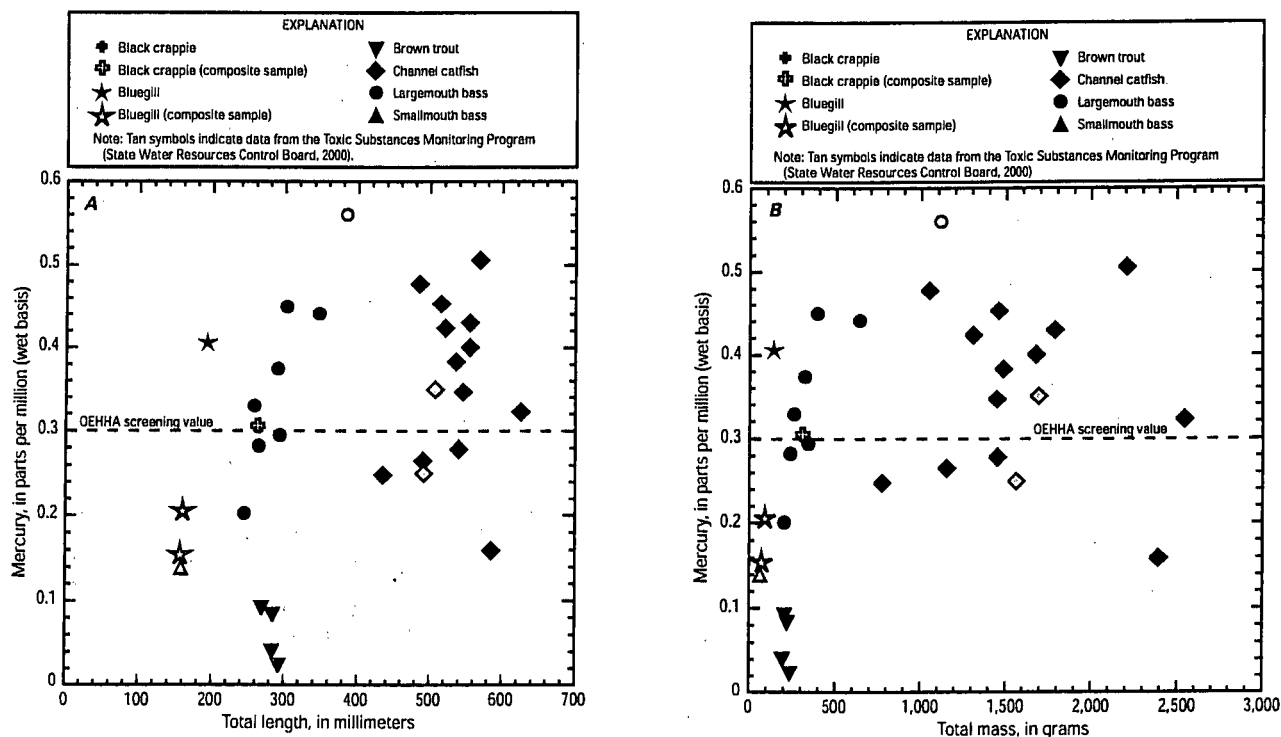 EXPLANATION
Black crappie
Black crappie (composite sample)
Bluegill
Bluegill (composite sample)
Brown trout
Channel catfish
Largemouth bass
Smallmouth bass
Note: Tan symbols indicate data from the Toxic Substances Monitoring Program
(State Water Resources Control Board, 2000).
A
Mercury, in parts per million (wet basis)
0.6
0.5
0.4
0.3
0.2
0.1
0
OEHHA screening value
0 100 200 300 400 500 600 700
Total length, in millimeters
EXPLANATION
Black crappie
Black crappie (composite sample)
Bluegill
Bluegill (composite sample)
Brown trout
Channel catfish
Largemouth bass
Smallmouth bass
Note: Tan symbols indicate data from the Toxic Substances Monitoring Program
(State Water Resources Control Board, 2000)
B
Mercury, in parts per million (wet basis)
0.6
0.5
0.4
0.3
0.2
0.1
0
OEHHA screening value
0 500 1,000 1,500 2,000 2,500 3,000
Total mass, in grams